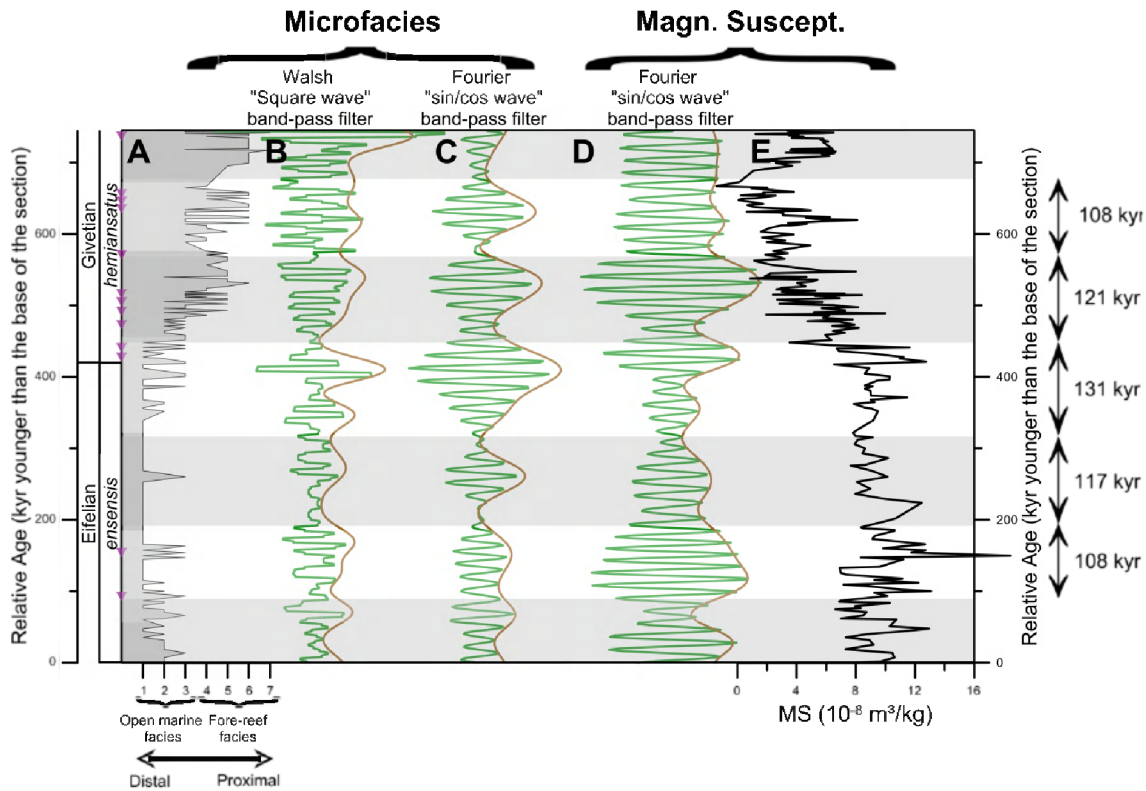 Microfacies
Magn. Suscept.
Walsh
"Square wave"
band-pass filter
Fourier
"sin/cos wave"
band-pass filter
Fourier
"sin/cos wave"
band-pass filter
A
B
C
D
E
Relative Age (kyr younger than the base of the section)
600
400
200
0
Givetian
Eifelian
hemiansatus
ensensis
600
400
200
0
Relative Age (kyr younger than the base of the section)
108 kyr
121 kyr
131 kyr
117 kyr
108 kyr
1 2 3 4 5 6 7
Open marine
facies
Fore-reef
facies
Distal
Proximal
0 4 8 12 16
MS (10⁻⁸ m³/kg)